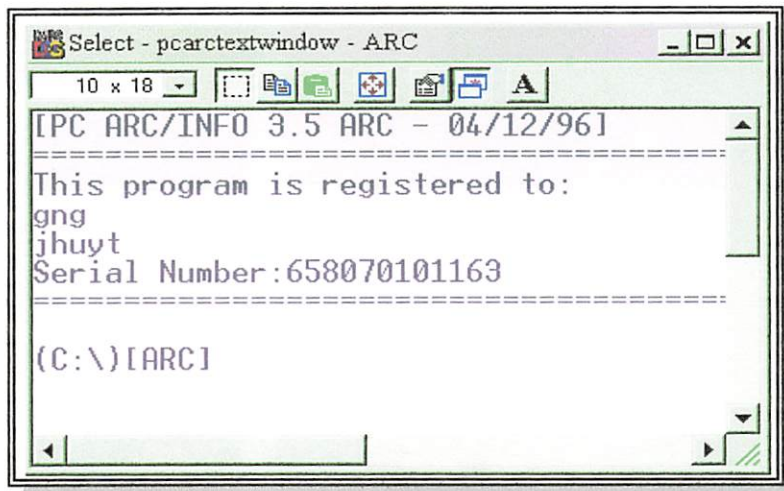 Select - pcarctextwindow - ARC
10 x 18
A
[PC ARC/INFO 3.5 ARC - 04/12/96]
========================================
This program is registered to:
gng
jhuyt
Serial Number:658070101163
========================================
(C:\)[ARC]